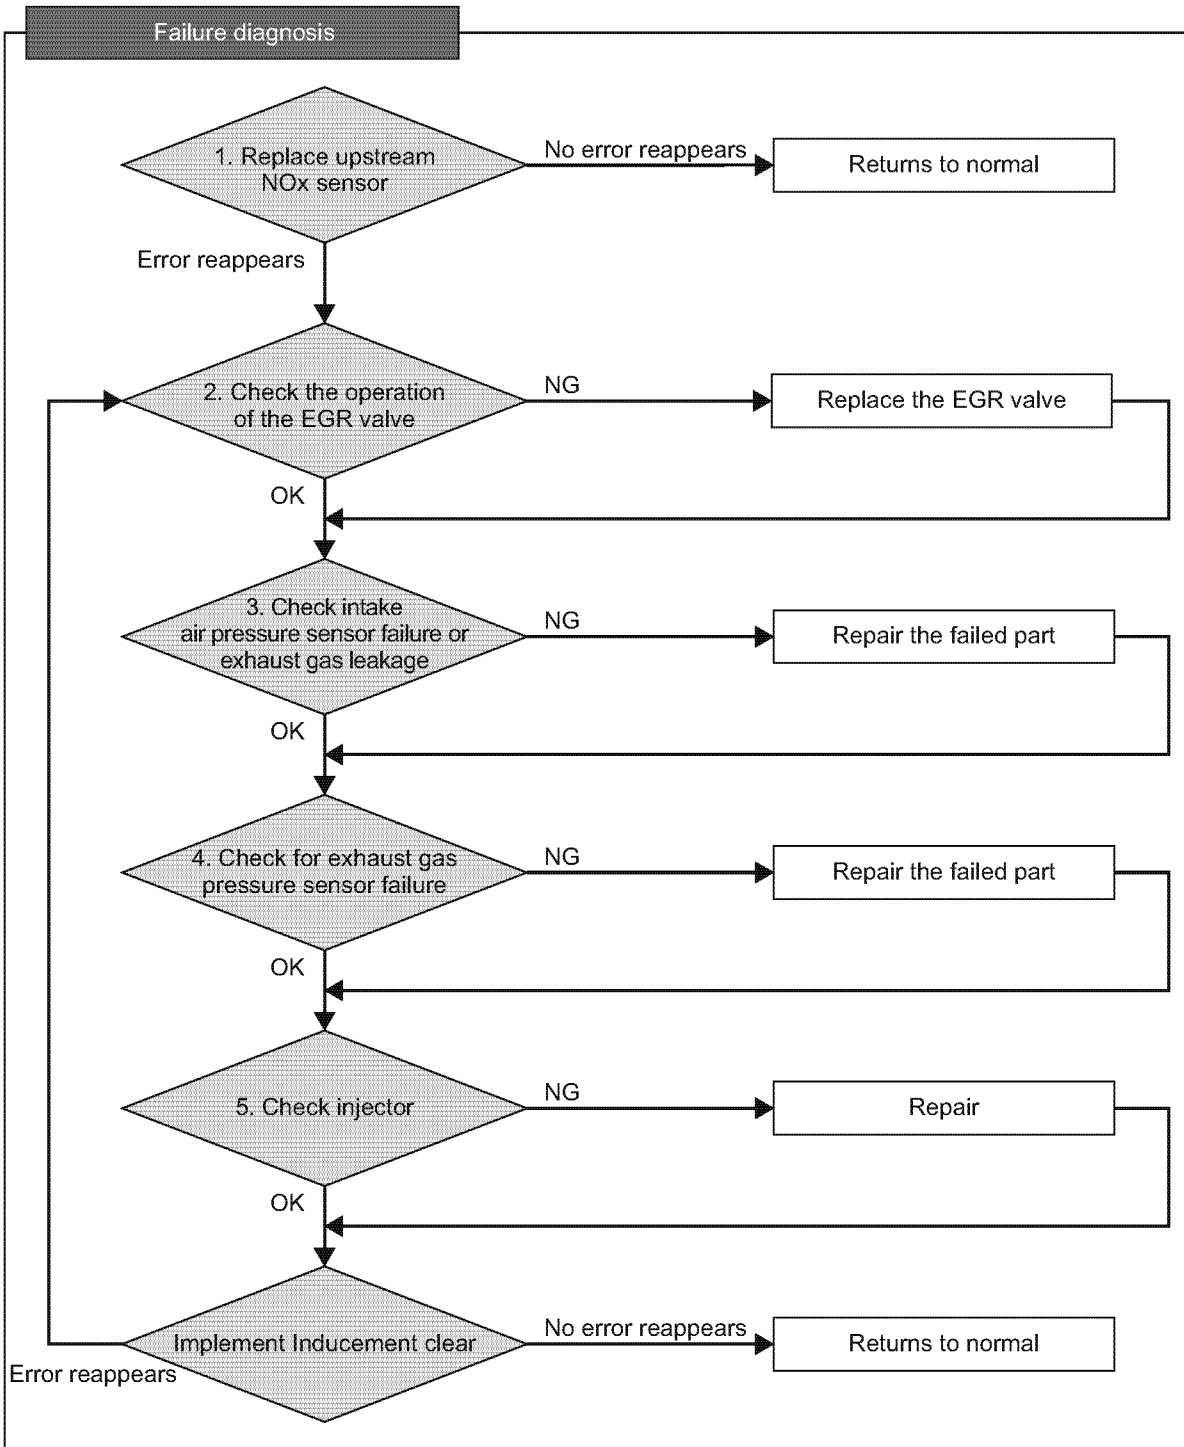 Failure diagnosis
1. Replace upstream
NOx sensor
No error reappears
Returns to normal
Error reappears
2. Check the operation
of the EGR valve
NG
Replace the EGR valve
OK
3. Check intake
air pressure sensor failure or
exhaust gas leakage
NG
Repair the failed part
OK
4. Check for exhaust gas
pressure sensor failure
NG
Repair the failed part
OK
5. Check injector
NG
Repair
OK
Implement Inducement clear
No error reappears
Returns to normal
Error reappears